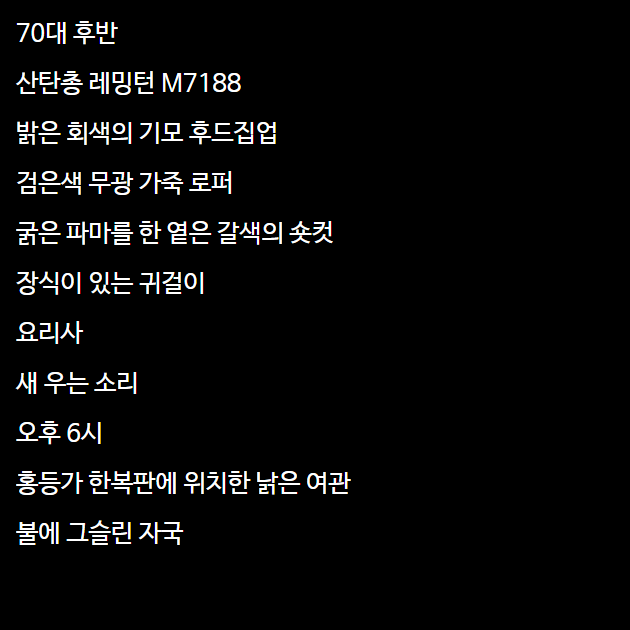 70대 후반
산탄총 레밍턴 M7188
밝은 회색의 기모 후드집업
검은색 무광 가죽 로퍼
굵은 파마를 한 옅은 갈색의 숏컷
장식이 있는 귀걸이
요리사
새 우는 소리
오후 6시
홍등가 한복판에 위치한 낡은 여관
불에 그슬린 자국